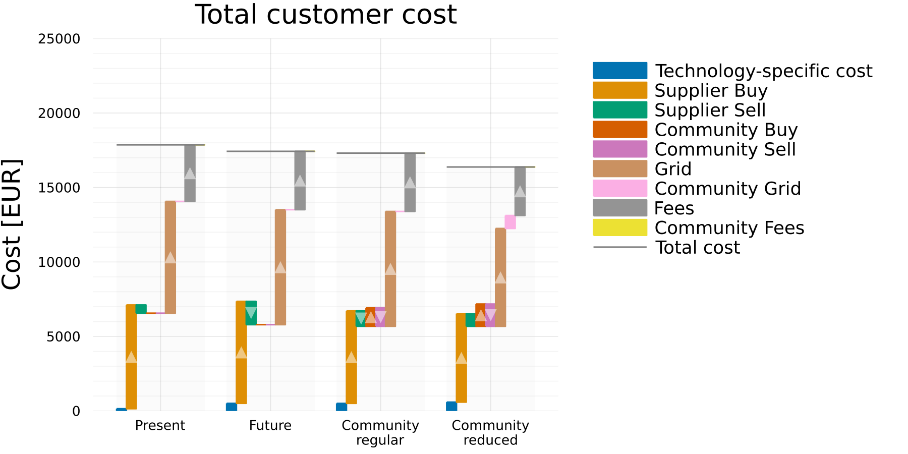 Total customer cost
Cost [EUR]
25000
20000
15000
10000
5000
0
Present
Future
Community
regular
Community
reduced
Technology-specific cost
Supplier Buy
Supplier Sell
Community Buy
Community Sell
Grid
Community Grid
Fees
Community Fees
Total cost